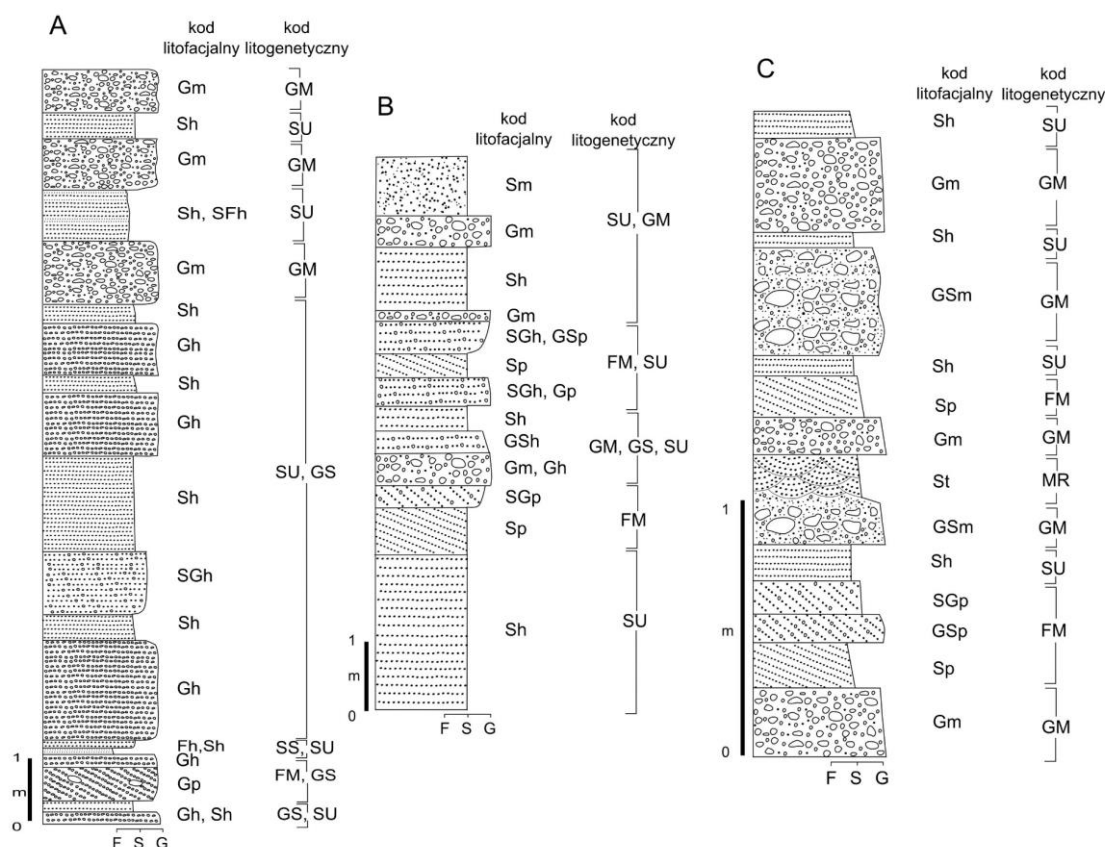 A
kod
litofacjalny
kod
litogenetyczny
Gm
GM
Sh
SU
Gm
GM
Sh, SFh
SU
Gm
GM
Sh
Gh
Sh
Gh
Sh
SU, GS
SGh
Sh
Gh
Fh,Sh
SS, SU
Gh
Gp
FM, GS
Gh, Sh
GS, SU
1
m
0
F S G
B
kod
litofacjalny
kod
litogenetyczny
Sm
SU, GM
Gm
Sh
Gm
SGh, GSp
Sp
FM, SU
SGh, Gp
Sh
GSh
GM, GS, SU
Gm, Gh
SGp
FM
Sp
Sh
SU
1
m
0
F S G
C
kod
litofacjalny
kod
litogenetyczny
Sh
SU
Gm
GM
Sh
SU
GSm
GM
Sh
SU
Sp
FM
Gm
GM
St
MR
GSm
GM
Sh
SU
SGp
GSp
FM
Sp
Gm
GM
1
m
0
F S G